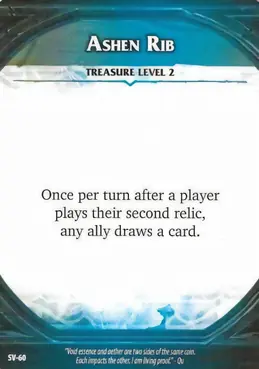 ASHEN RIB
TREASURE LEVEL 2
Once per turn after a player
plays their second relic,
any ally draws a card.
SV-60
"Void essence and aether are two sides of the same coin.
Each impacts the other. I am living proof." - Qu